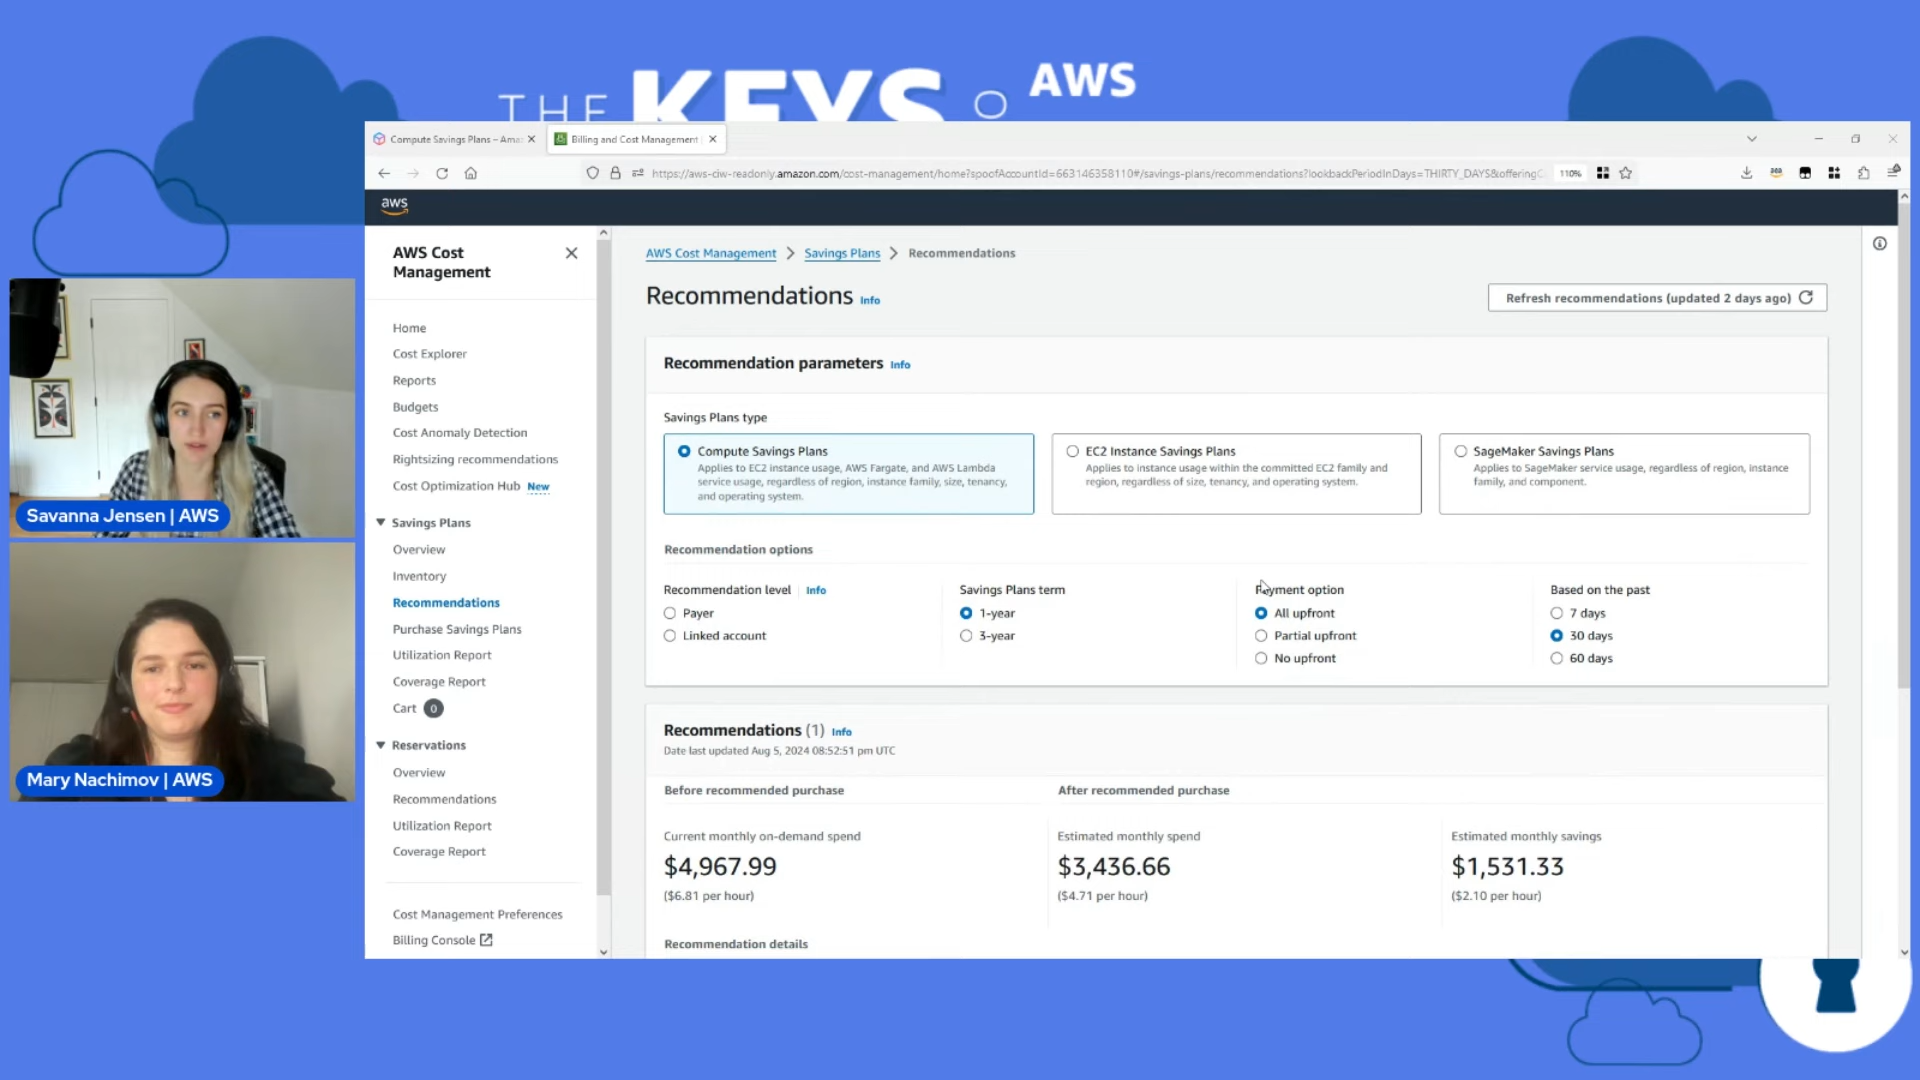 THE KEYS O AWS
Compute Savings Plans – Ama
Billing and Cost Management
https://aws-ciw-readonly.amazon.com/cost-management/home?spoofAccountId=663146358110#/savings-plans/recommendations?lookbackPeriodInDays=THIRTY_DAYS&offeringC
110%
aws
AWS Cost
Management
Home
Cost Explorer
Reports
Budgets
Cost Anomaly Detection
Rightsizing recommendations
Cost Optimization Hub New
Savings Plans
Overview
Inventory
Recommendations
Purchase Savings Plans
Utilization Report
Coverage Report
Cart 0
Reservations
Overview
Recommendations
Utilization Report
Coverage Report
Cost Management Preferences
Billing Console
AWS Cost Management > Savings Plans > Recommendations
Recommendations Info
Refresh recommendations (updated 2 days ago)
Recommendation parameters Info
Savings Plans type
Compute Savings Plans
Applies to EC2 instance usage, AWS Fargate, and AWS Lambda
service usage, regardless of region, instance family, size, tenancy,
and operating system.
EC2 Instance Savings Plans
Applies to instance usage within the committed EC2 family and
region, regardless of size, tenancy, and operating system.
SageMaker Savings Plans
Applies to SageMaker service usage, regardless of region, instance
family, and component.
Recommendation options
Recommendation level Info
Payer
Linked account
Savings Plans term
1-year
3-year
Payment option
All upfront
Partial upfront
No upfront
Based on the past
7 days
30 days
60 days
Recommendations (1) Info
Date last updated Aug 5, 2024 08:52:51 pm UTC
Before recommended purchase
After recommended purchase
Current monthly on-demand spend
$4,967.99
($6.81 per hour)
Estimated monthly spend
$3,436.66
($4.71 per hour)
Estimated monthly savings
$1,531.33
($2.10 per hour)
Recommendation details
Savanna Jensen | AWS
Mary Nachimov | AWS